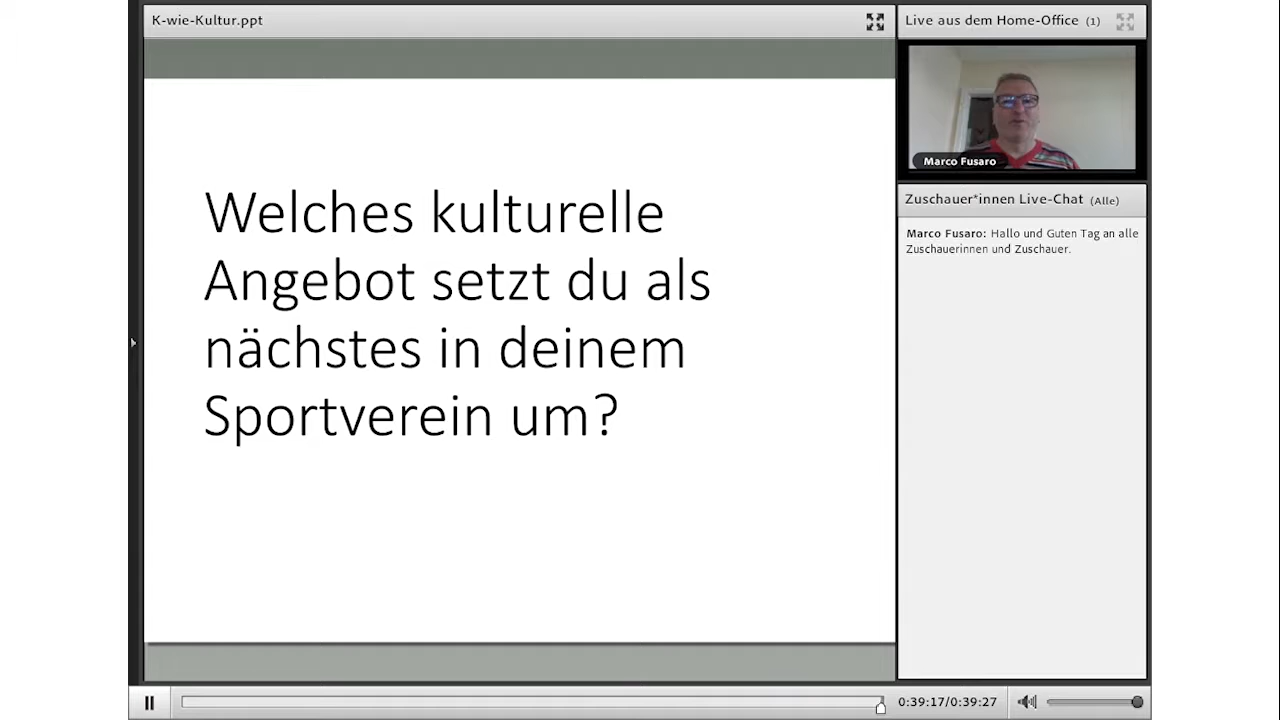 K-wie-Kultur.ppt
Welches kulturelle
Angebot setzt du als
nächstes in deinem
Sportverein um?
Live aus dem Home-Office (1)
Marco Fusaro
Zuschauer*innen Live-Chat (Alle)
Marco Fusaro: Hallo und Guten Tag an alle
Zuschauerinnen und Zuschauer.
0:39:17/0:39:27